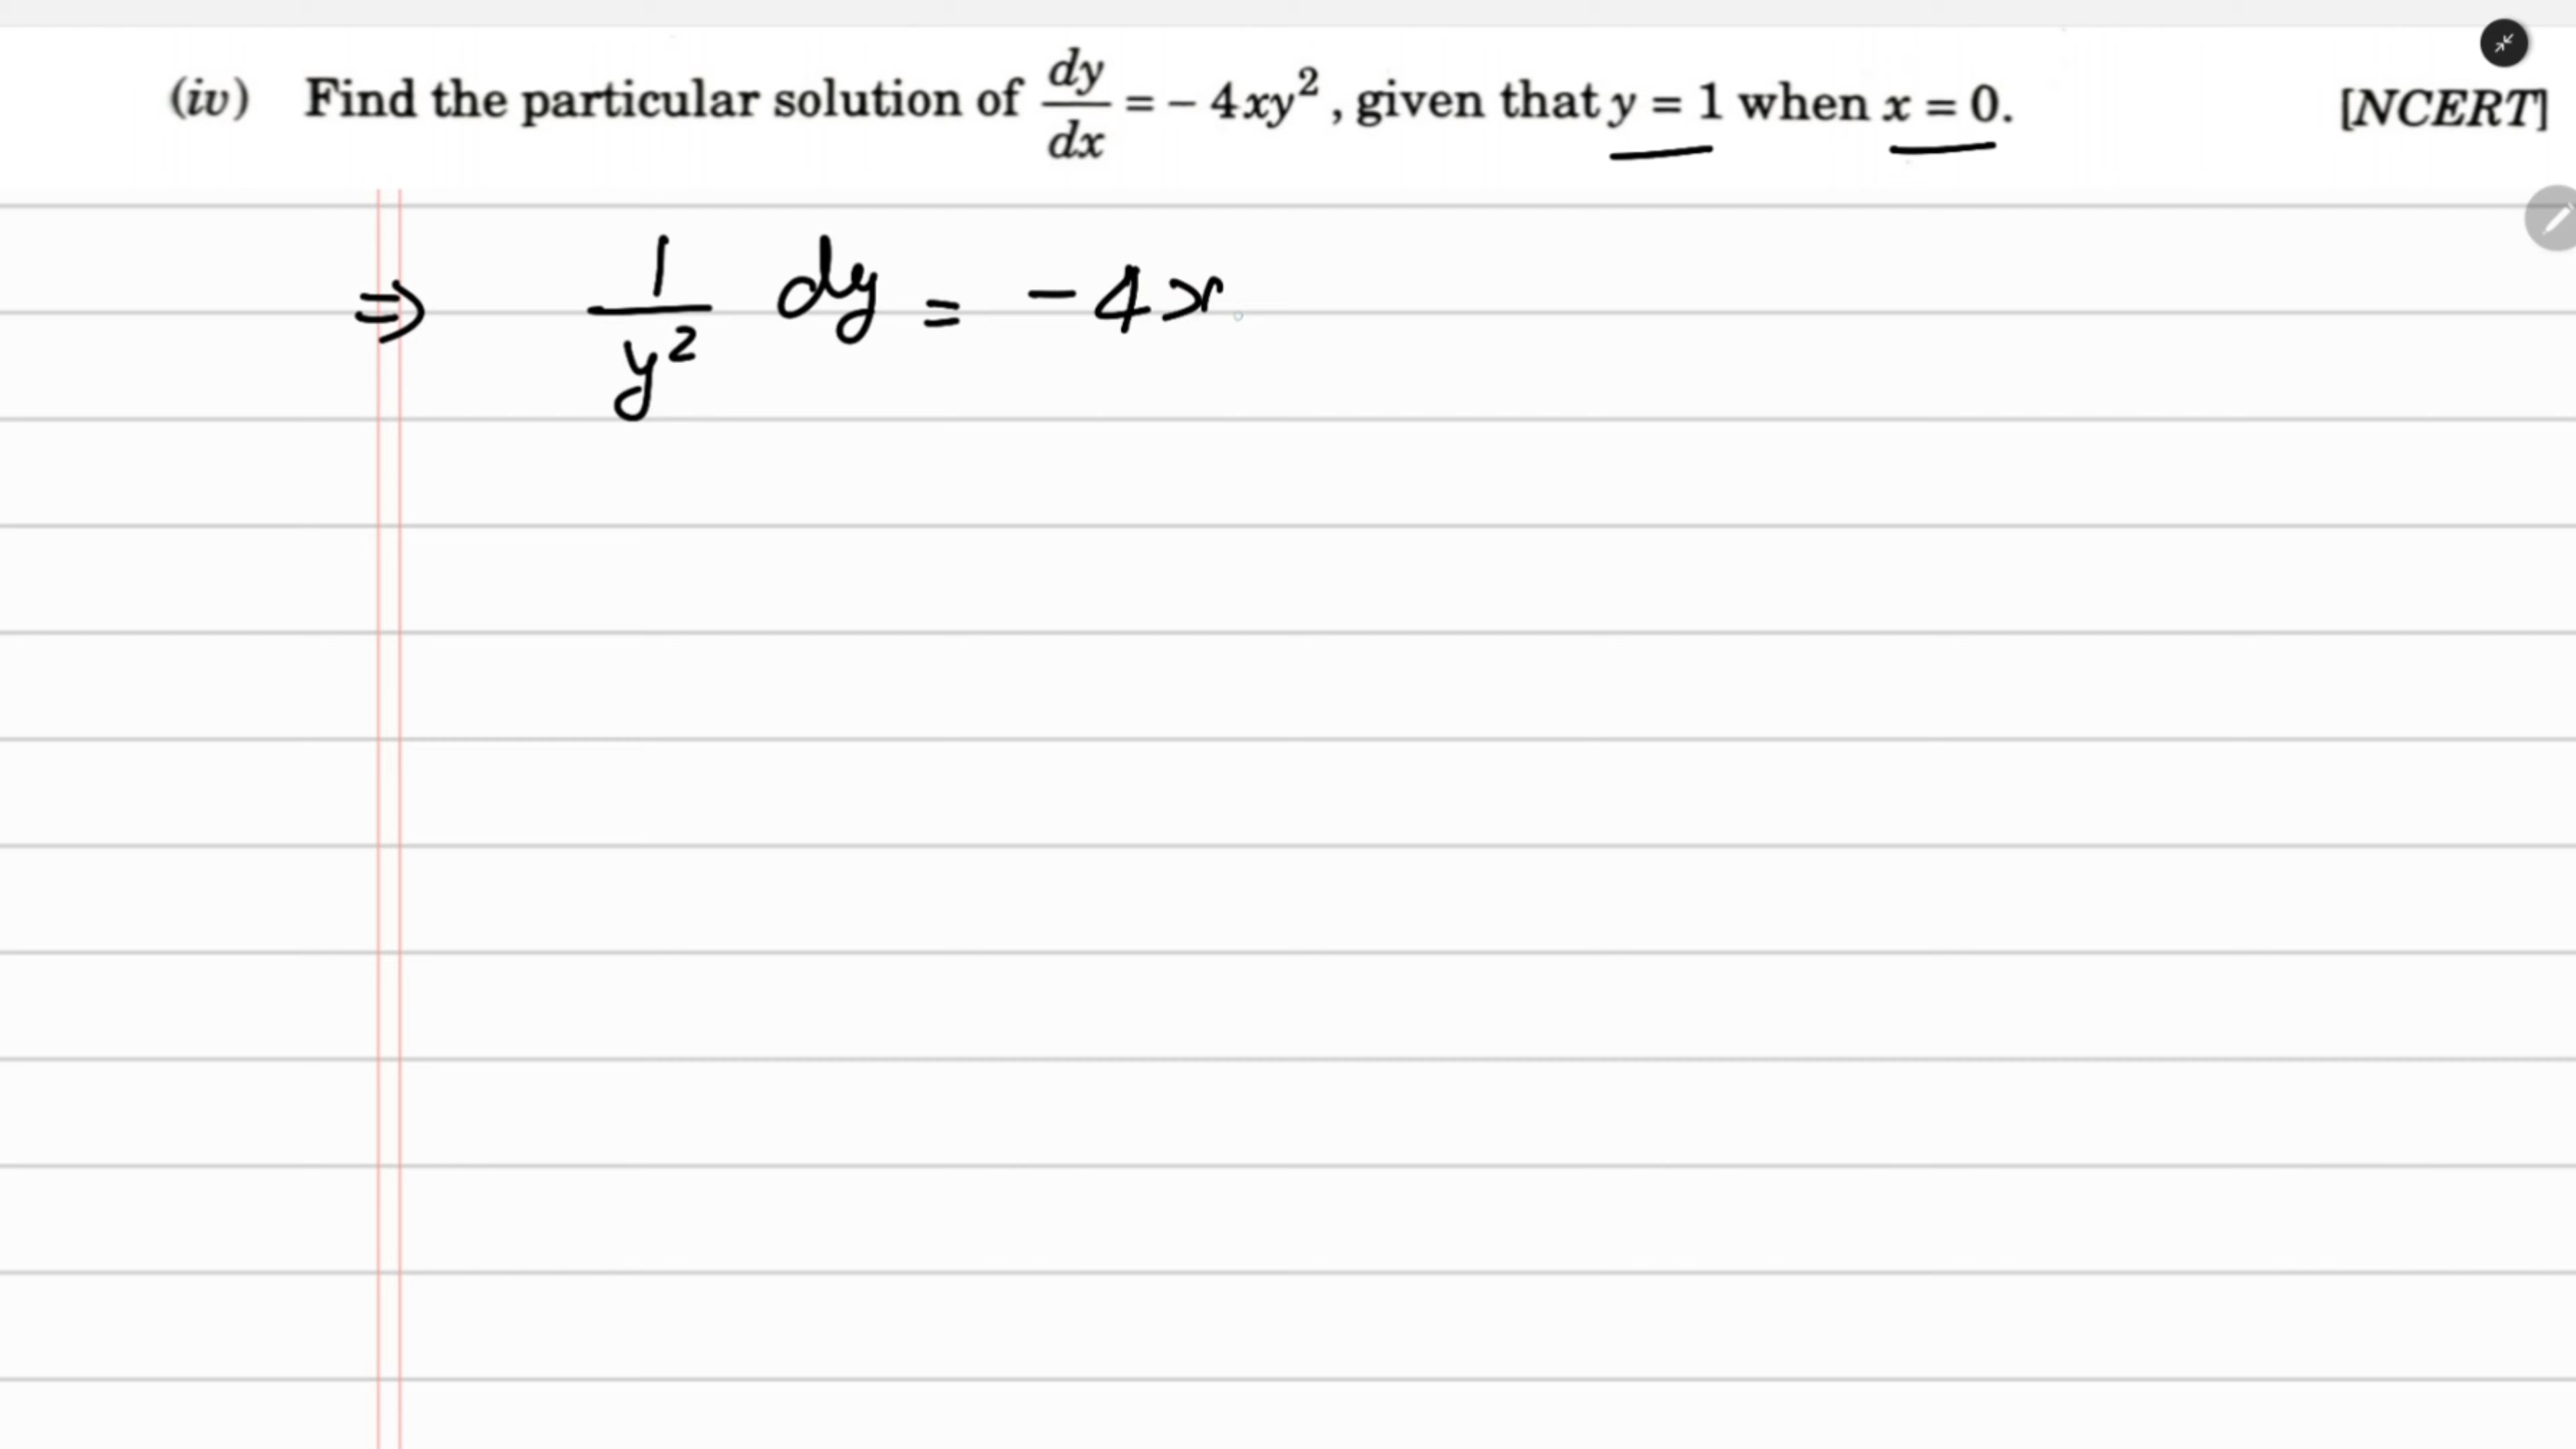 (iv) Find the particular solution of dy/dx = – 4xy², given that y = 1 when x = 0. [NCERT]
⇒ 1/y² dy = – 4x